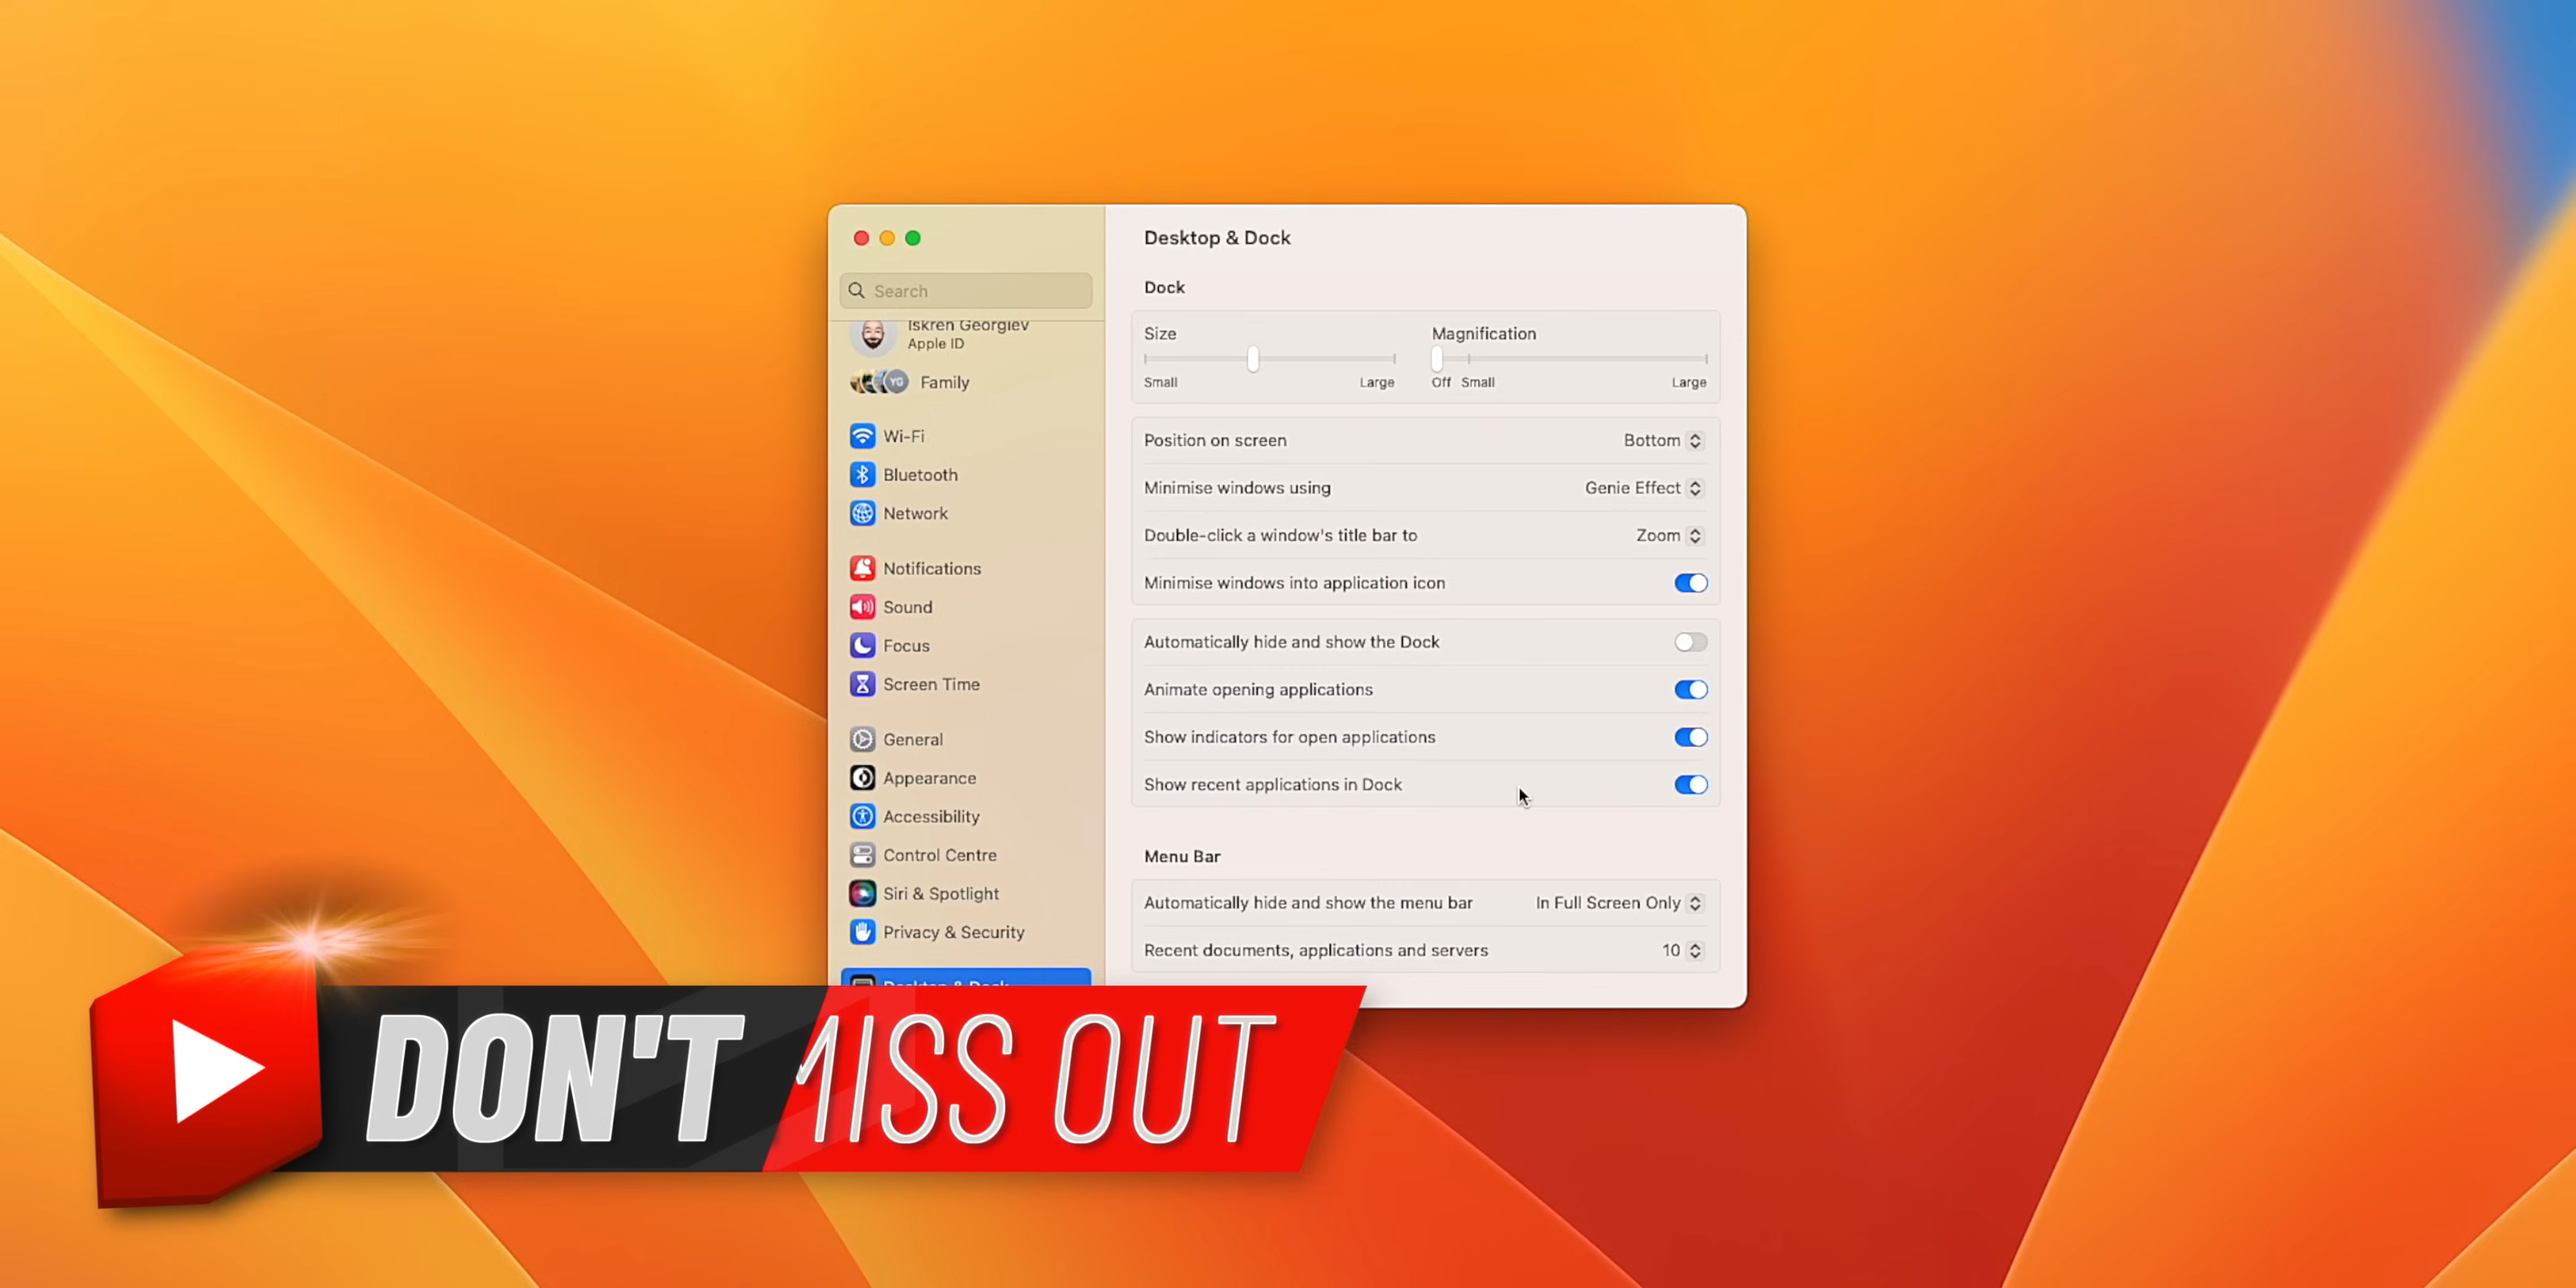 Desktop & Dock
Search
Iskren Georgiev
Apple ID
YG
Family
Wi-Fi
Bluetooth
Network
Notifications
Sound
Focus
Screen Time
General
Appearance
Accessibility
Control Centre
Siri & Spotlight
Privacy & Security
Desktop & Dock
Dock
Size
Magnification
Small Large
Off Small Large
Position on screen Bottom
Minimise windows using Genie Effect
Double-click a window's title bar to Zoom
Minimise windows into application icon
Automatically hide and show the Dock
Animate opening applications
Show indicators for open applications
Show recent applications in Dock
Menu Bar
Automatically hide and show the menu bar In Full Screen Only
Recent documents, applications and servers 10
DON'T MISS OUT